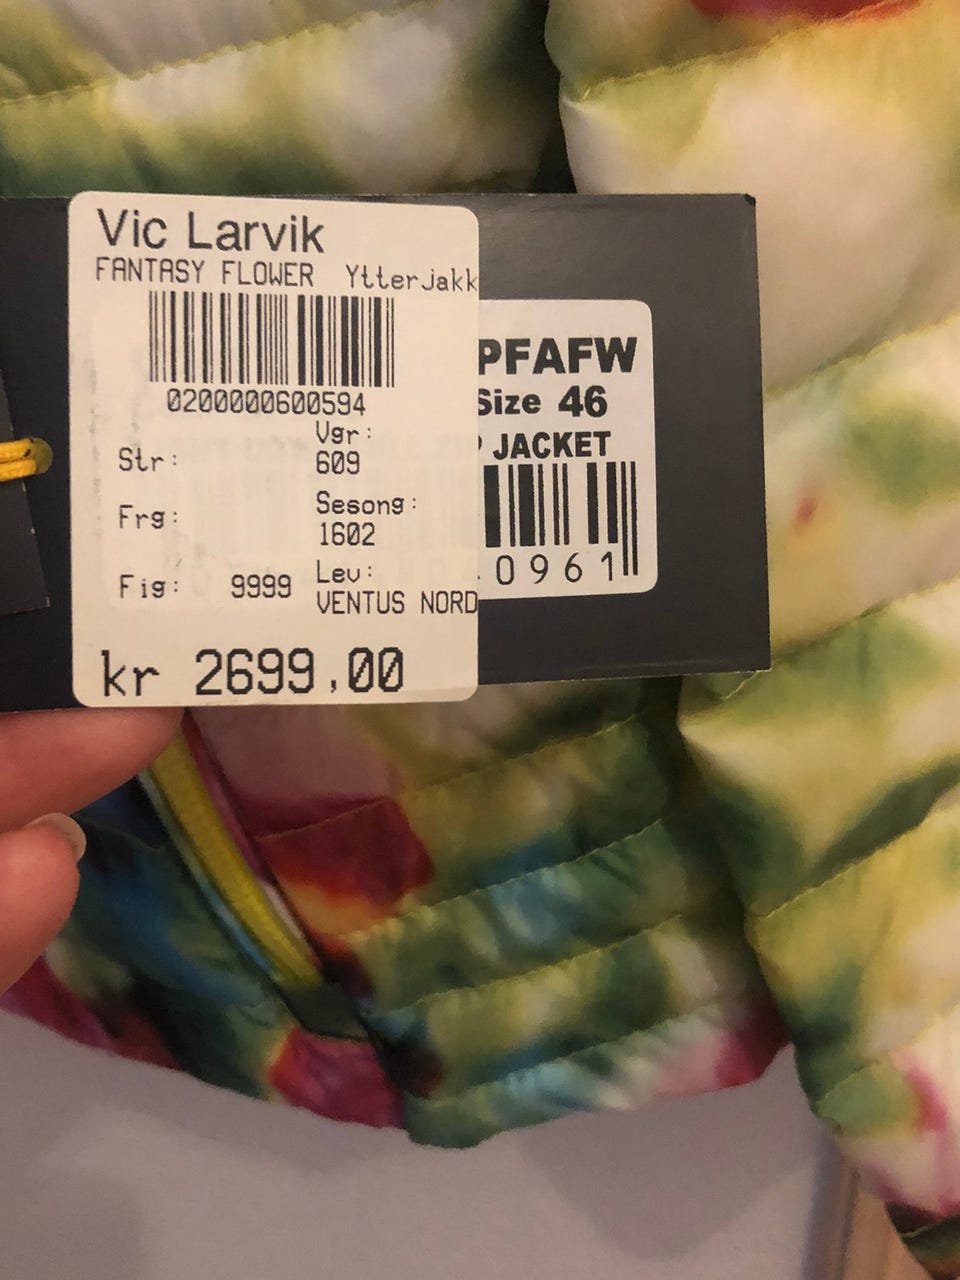 Vic Larvik
FANTASY FLOWER Ytterjakk
0200000600594
Vgr:
Str: 609
Sesong:
Frg: 1602
Lev:
Fig: 9999 VENTUS NORD
kr 2699,00
PFAFW
Size 46
JACKET
0961